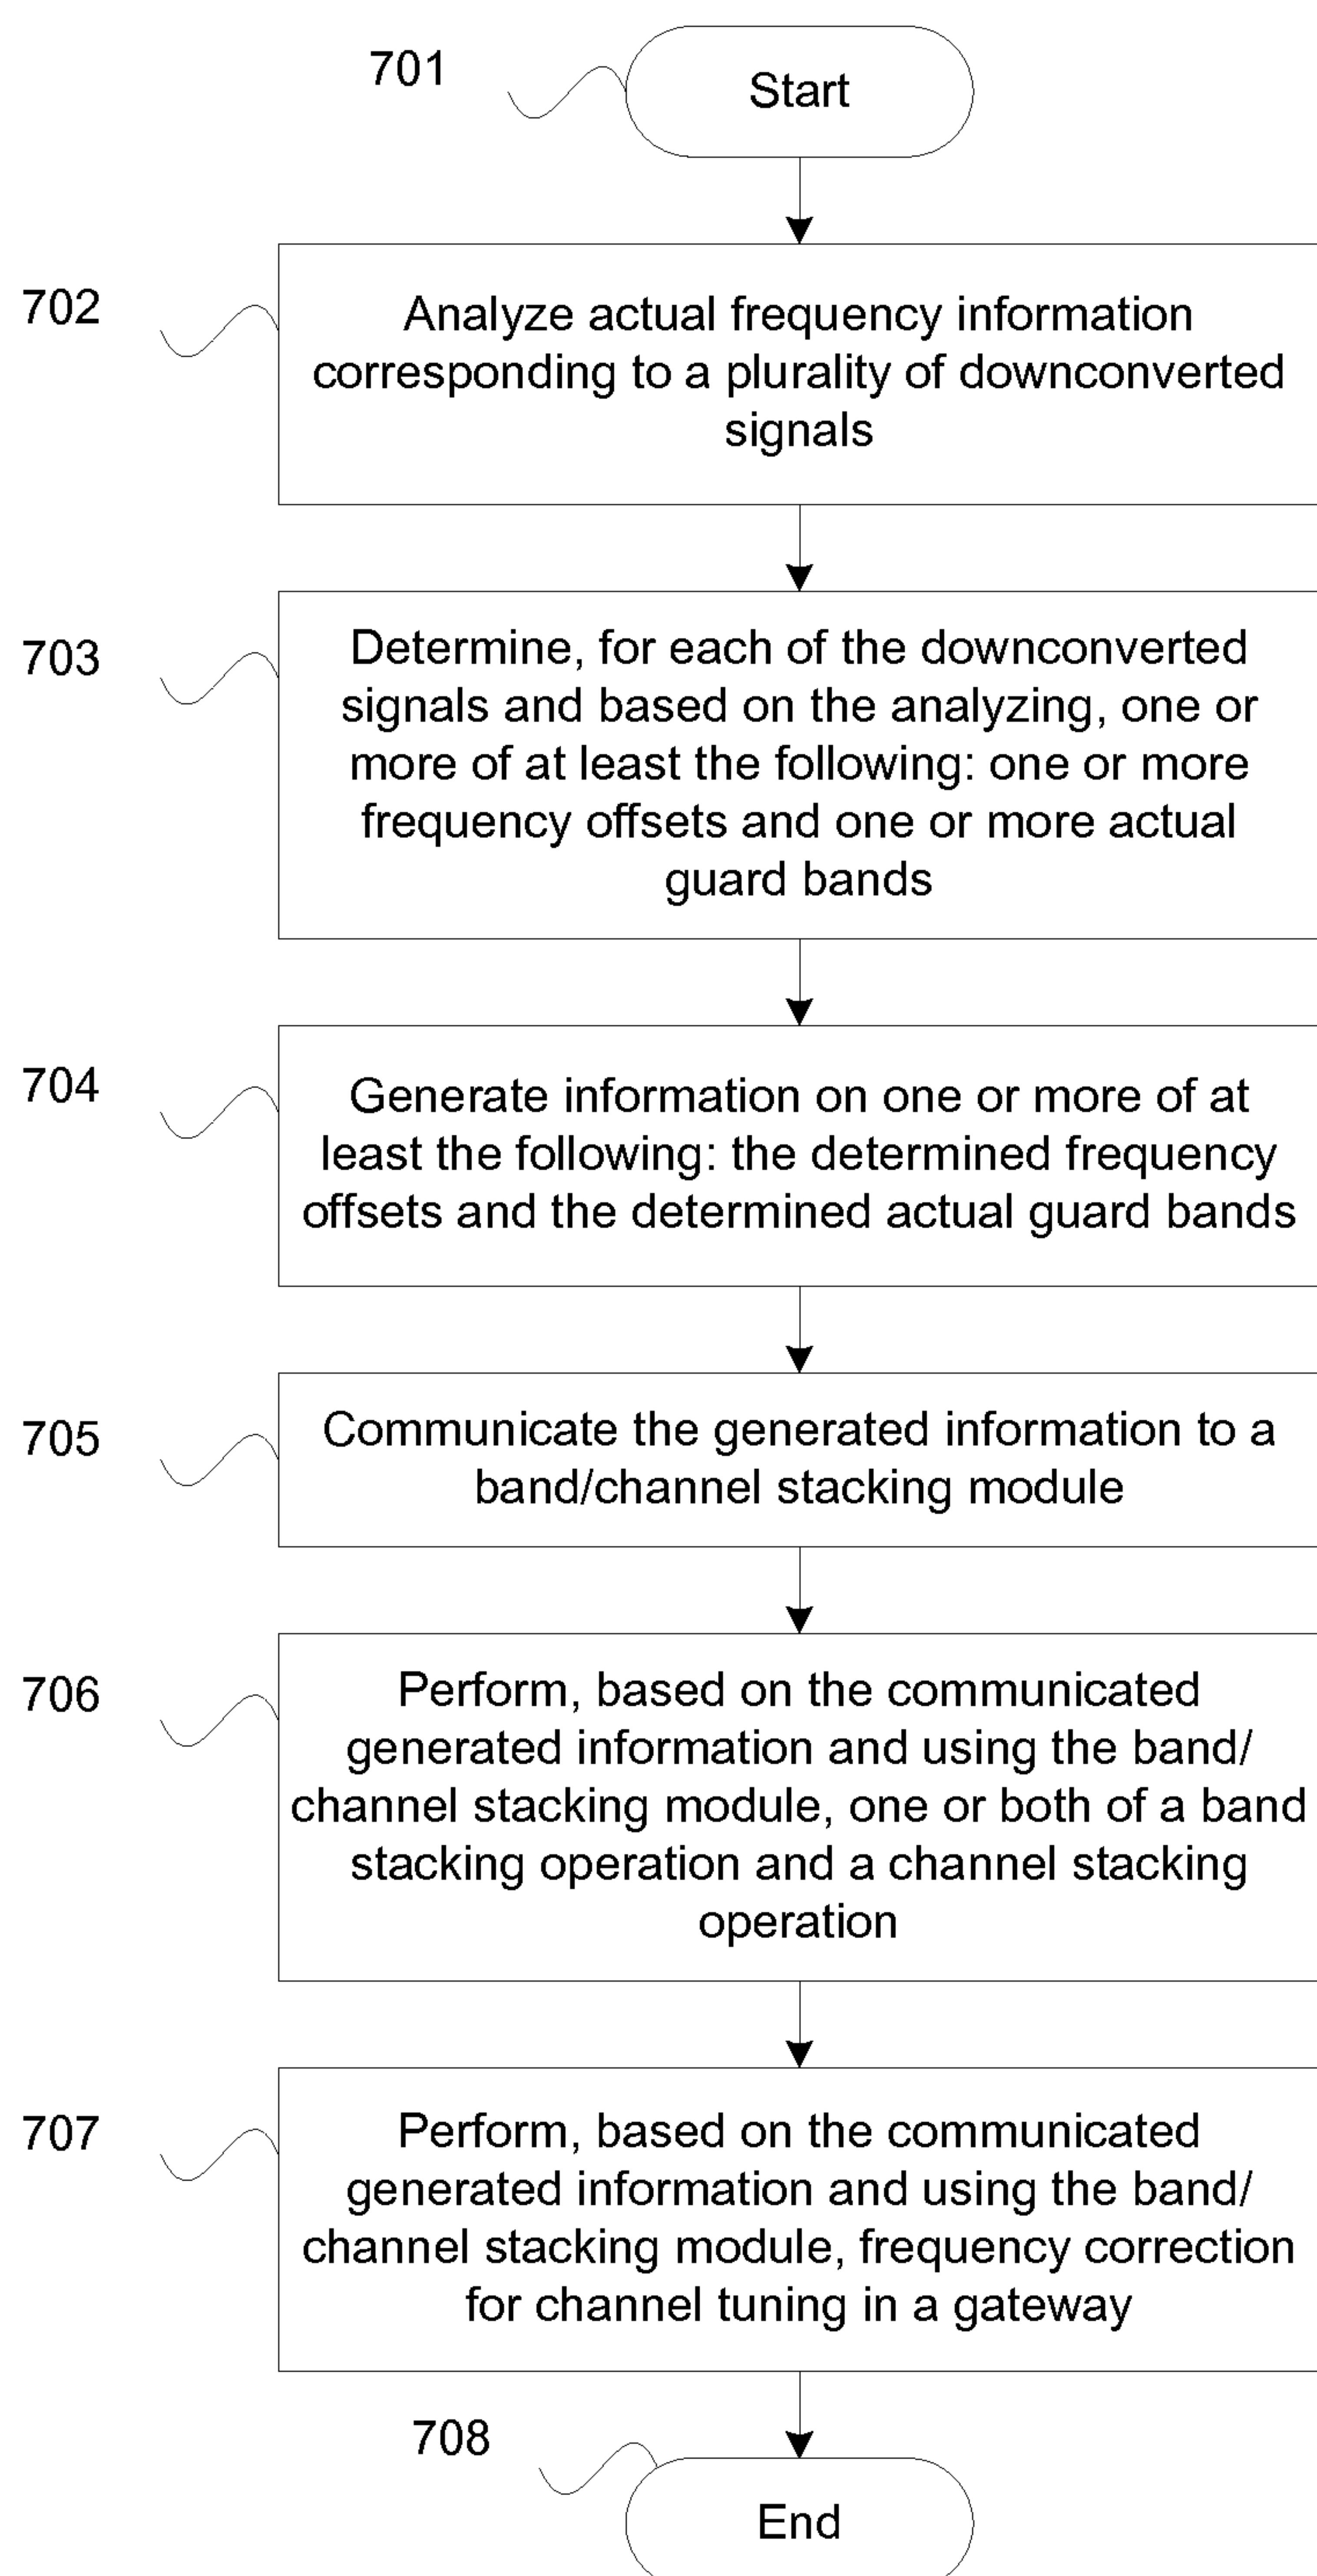 701
Start
702
Analyze actual frequency information
corresponding to a plurality of downconverted
signals
703
Determine, for each of the downconverted
signals and based on the analyzing, one or
more of at least the following: one or more
frequency offsets and one or more actual
guard bands
704
Generate information on one or more of at
least the following: the determined frequency
offsets and the determined actual guard bands
705
Communicate the generated information to a
band/channel stacking module
706
Perform, based on the communicated
generated information and using the band/
channel stacking module, one or both of a band
stacking operation and a channel stacking
operation
707
Perform, based on the communicated
generated information and using the band/
channel stacking module, frequency correction
for channel tuning in a gateway
708
End